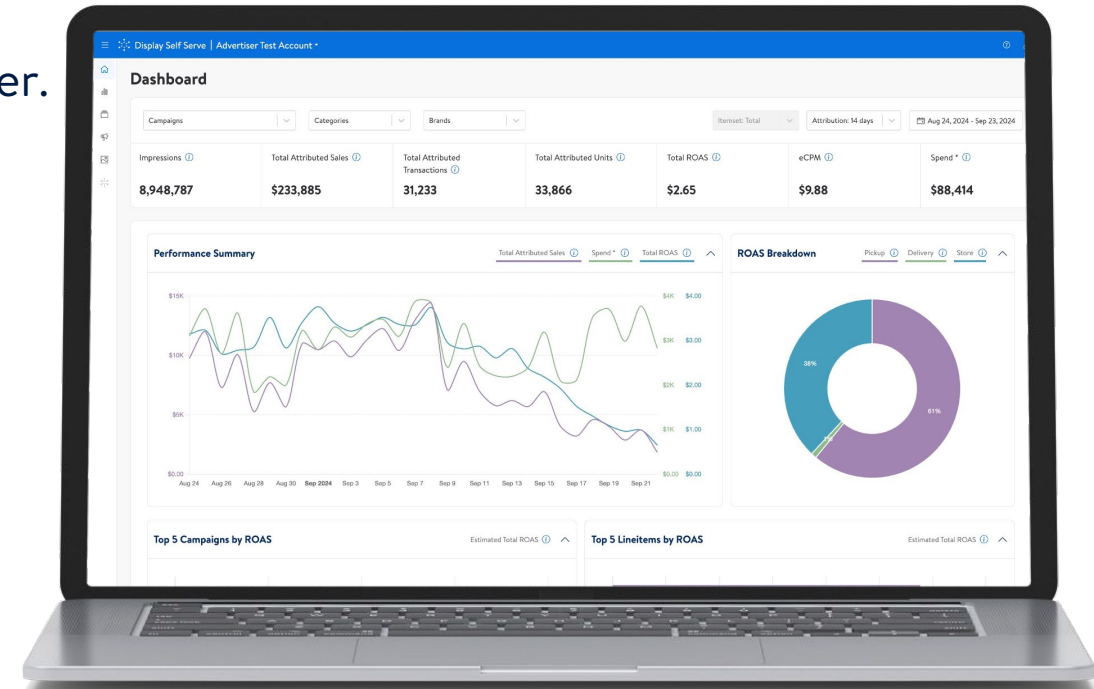 er.
Display Self Serve | Advertiser Test Account
Dashboard
Campaigns
Categories
Brands
Itemset: Total
Attribution: 14 days
Aug 24, 2024 - Sep 23, 2024
Impressions
Total Attributed Sales
Total Attributed
Transactions
Total Attributed Units
Total ROAS
eCPM
Spend *
8,948,787
$233,885
31,233
33,866
$2.65
$9.88
$88,414
Performance Summary
Total Attributed Sales
Spend *
Total ROAS
ROAS Breakdown
Pickup
Delivery
Store
$15K
$10K
$5K
$0.00
$4K $4.00
$3K $3.00
$2K $2.00
$1K $1.00
$0.00 $0.00
Aug 24 Aug 26 Aug 28 Aug 30 Sep 2024 Sep 3 Sep 5 Sep 7 Sep 9 Sep 11 Sep 13 Sep 15 Sep 17 Sep 19 Sep 21
38%
61%
1%
Top 5 Campaigns by ROAS
Estimated Total ROAS
Top 5 Lineitems by ROAS
Estimated Total ROAS